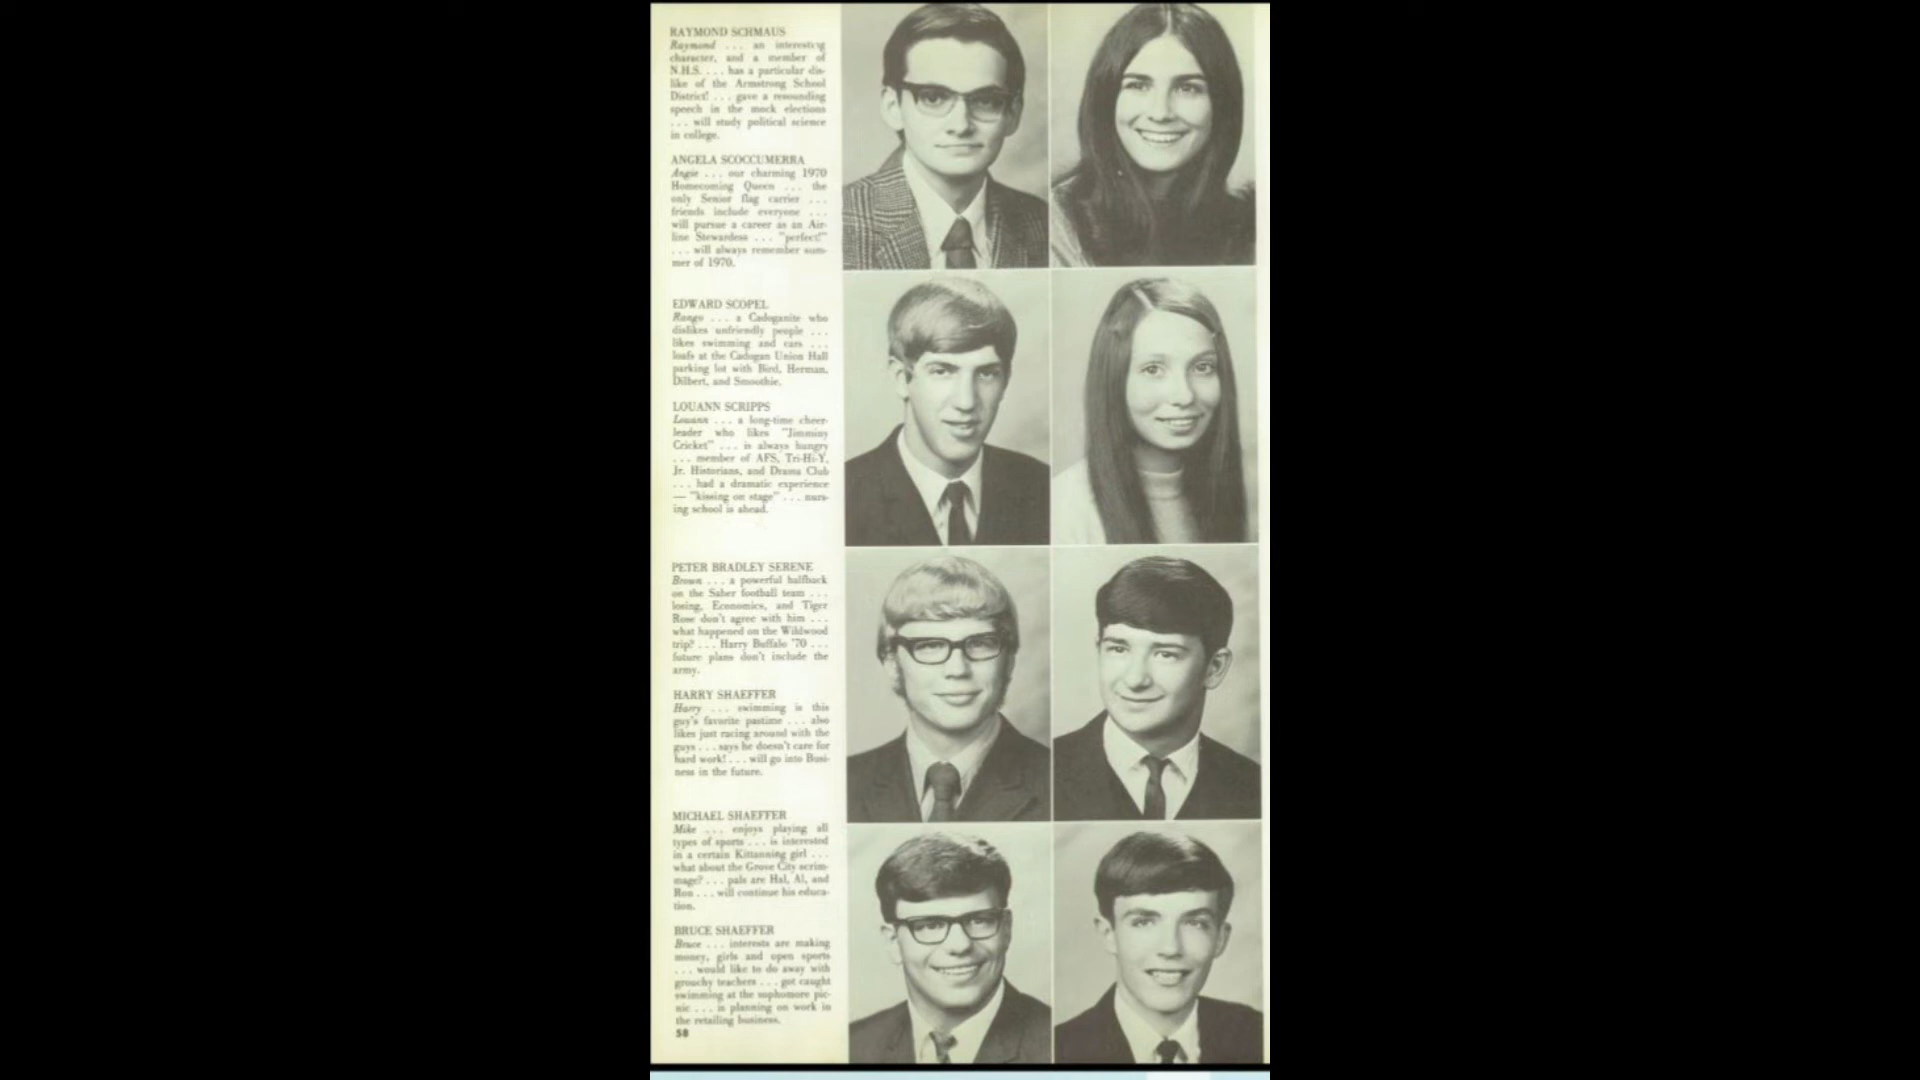 RAYMOND SCHMAUS
Raymond . . . an interesting
character, and a member of
N.H.S. . . . has a particular dis-
like of the Armstrong School
District! . . . gave a resounding
speech in the mock elections
. . . will study political science
in college.
ANGELA SCOCCUMERRA
Angie . . . our charming 1970
Homecoming Queen . . . the
only Senior flag carrier . . .
friends include everyone . . .
will pursue a career as an Air-
line Stewardess . . . "perfect!"
. . . will always remember sum-
mer of 1970.
EDWARD SCOPEL
Rango . . . a Cadoganite who
dislikes unfriendly people . . .
likes swimming and cars . . .
loafs at the Cadogan Union Hall
parking lot with Bird, Herman,
Dilbert, and Smoothie.
LOUANN SCRIPPS
Louann . . . a long-time cheer-
leader who likes "Jimminy
Cricket" . . . is always hungry
. . . member of AFS, Tri-Hi-Y,
Jr. Historians, and Drama Club
. . . had a dramatic experience
— "kissing on stage" . . . nurs-
ing school is ahead.
PETER BRADLEY SERENE
Brown . . . a powerful halfback
on the Saber football team . . .
losing, Economics, and Tiger
Rose don't agree with him . . .
what happened on the Wildwood
trip? . . . Harry Buffalo '70 . . .
future plans don't include the
army.
HARRY SHAEFFER
Harry . . . swimming is this
guy's favorite pastime . . . also
likes just racing around with the
guys . . . says he doesn't care for
hard work! . . . will go into Busi-
ness in the future.
MICHAEL SHAEFFER
Mike . . . enjoys playing all
types of sports . . . is interested
in a certain Kittanning girl . . .
what about the Grove City scrim-
mage? . . . pals are Hal, Al, and
Ron . . . will continue his educa-
tion.
BRUCE SHAEFFER
Bruce . . . interests are making
money, girls and open sports
. . . would like to do away with
grouchy teachers . . . got caught
swimming at the sophomore pic-
nic . . . is planning on work in
the retailing business.
58